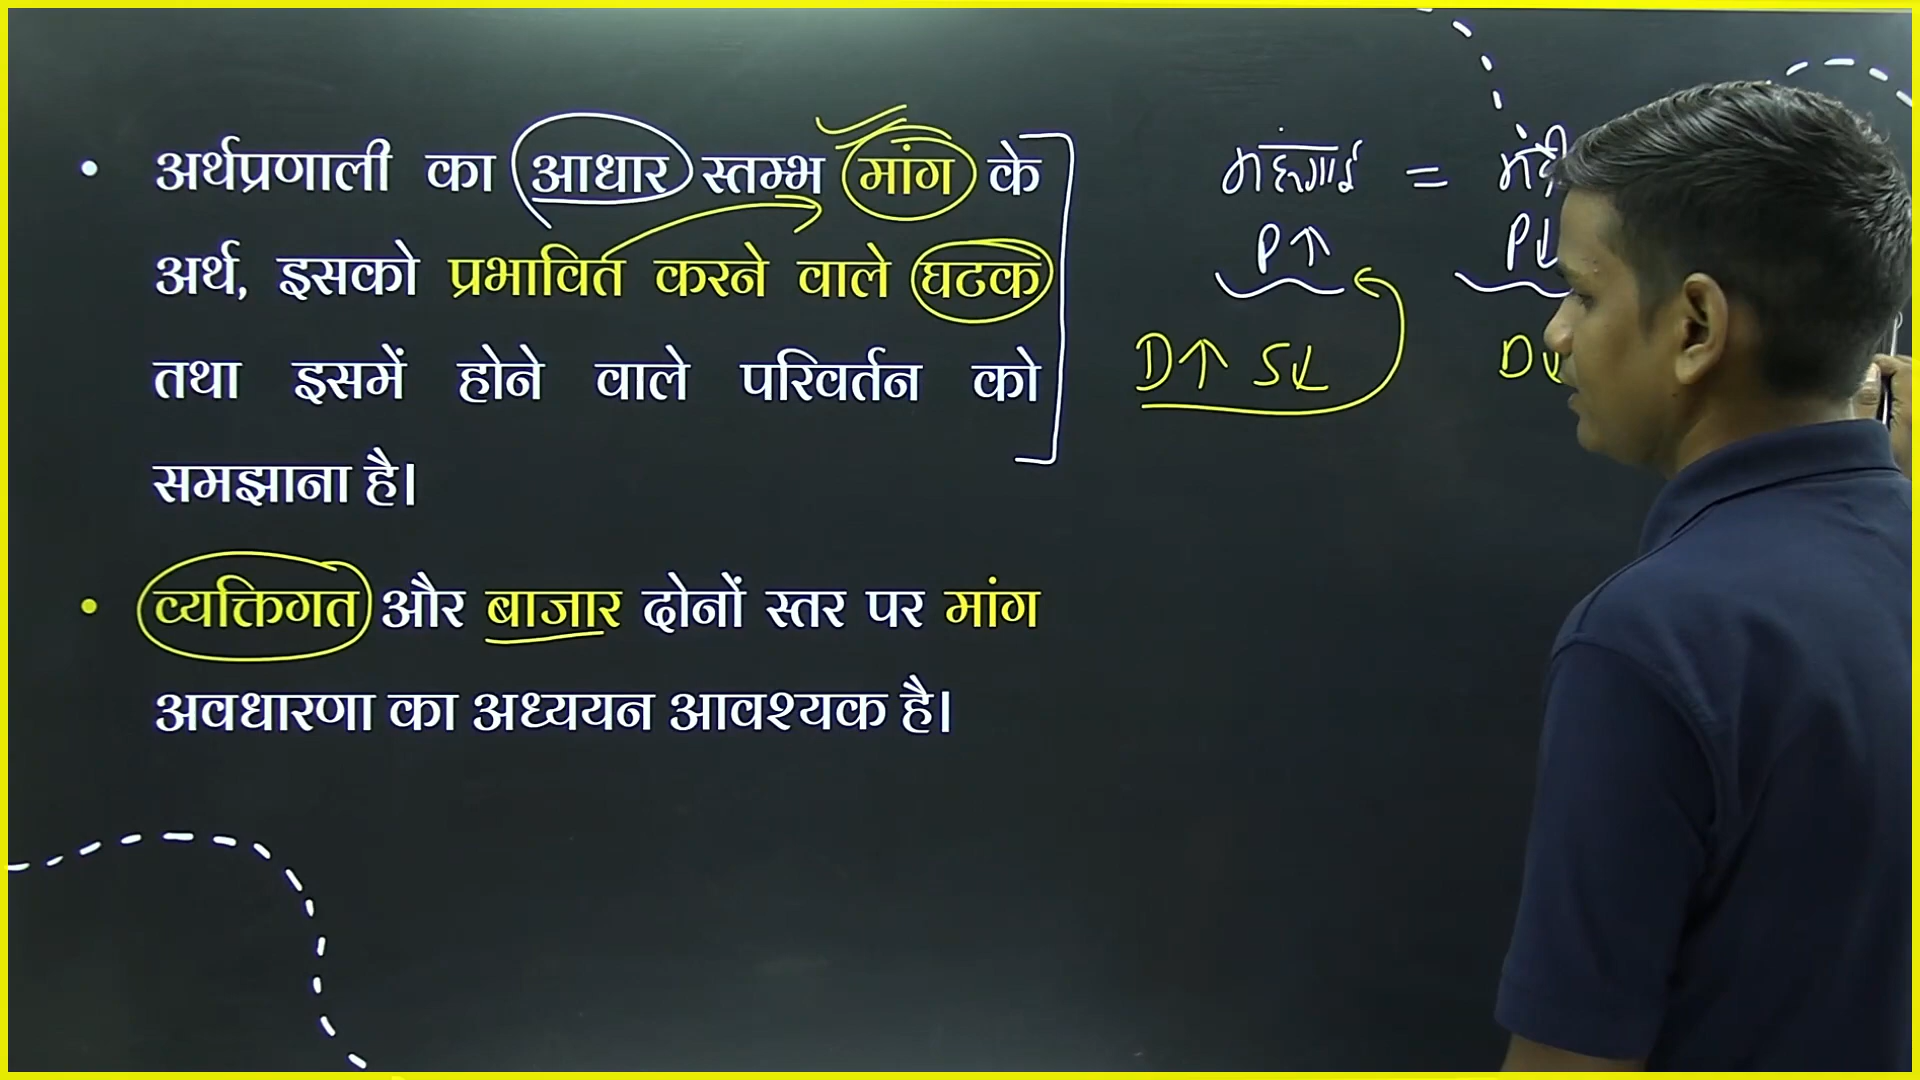 • अर्थप्रणाली का आधार स्तम्भ मांग के
अर्थ, इसको प्रभावित करने वाले घटक
तथा इसमें होने वाले परिवर्तन को
समझाना है।
• व्यक्तिगत और बाजार दोनों स्तर पर मांग
अवधारणा का अध्ययन आवश्यक है।
महंगाई =
P↑ P↓
D↑ S↓ D↓